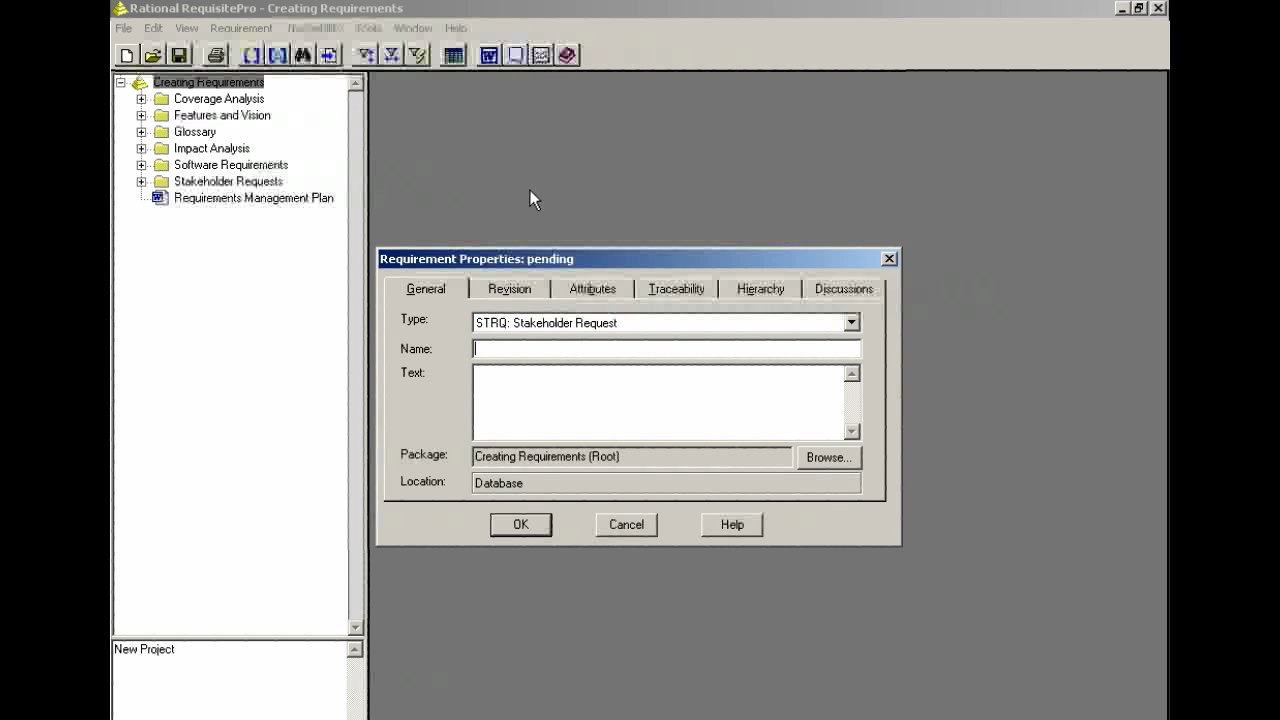 Rational RequisitePro - Creating Requirements
File Edit View Requirement Window Help
Creating Requirements
Coverage Analysis
Features and Vision
Glossary
Impact Analysis
Software Requirements
Stakeholder Requests
Requirements Management Plan
Requirement Properties: pending
General Revision Attributes Traceability Hierarchy Discussions
Type: STRQ: Stakeholder Request
Name:
Text:
Package: Creating Requirements (Root) Browse...
Location: Database
OK Cancel Help
New Project